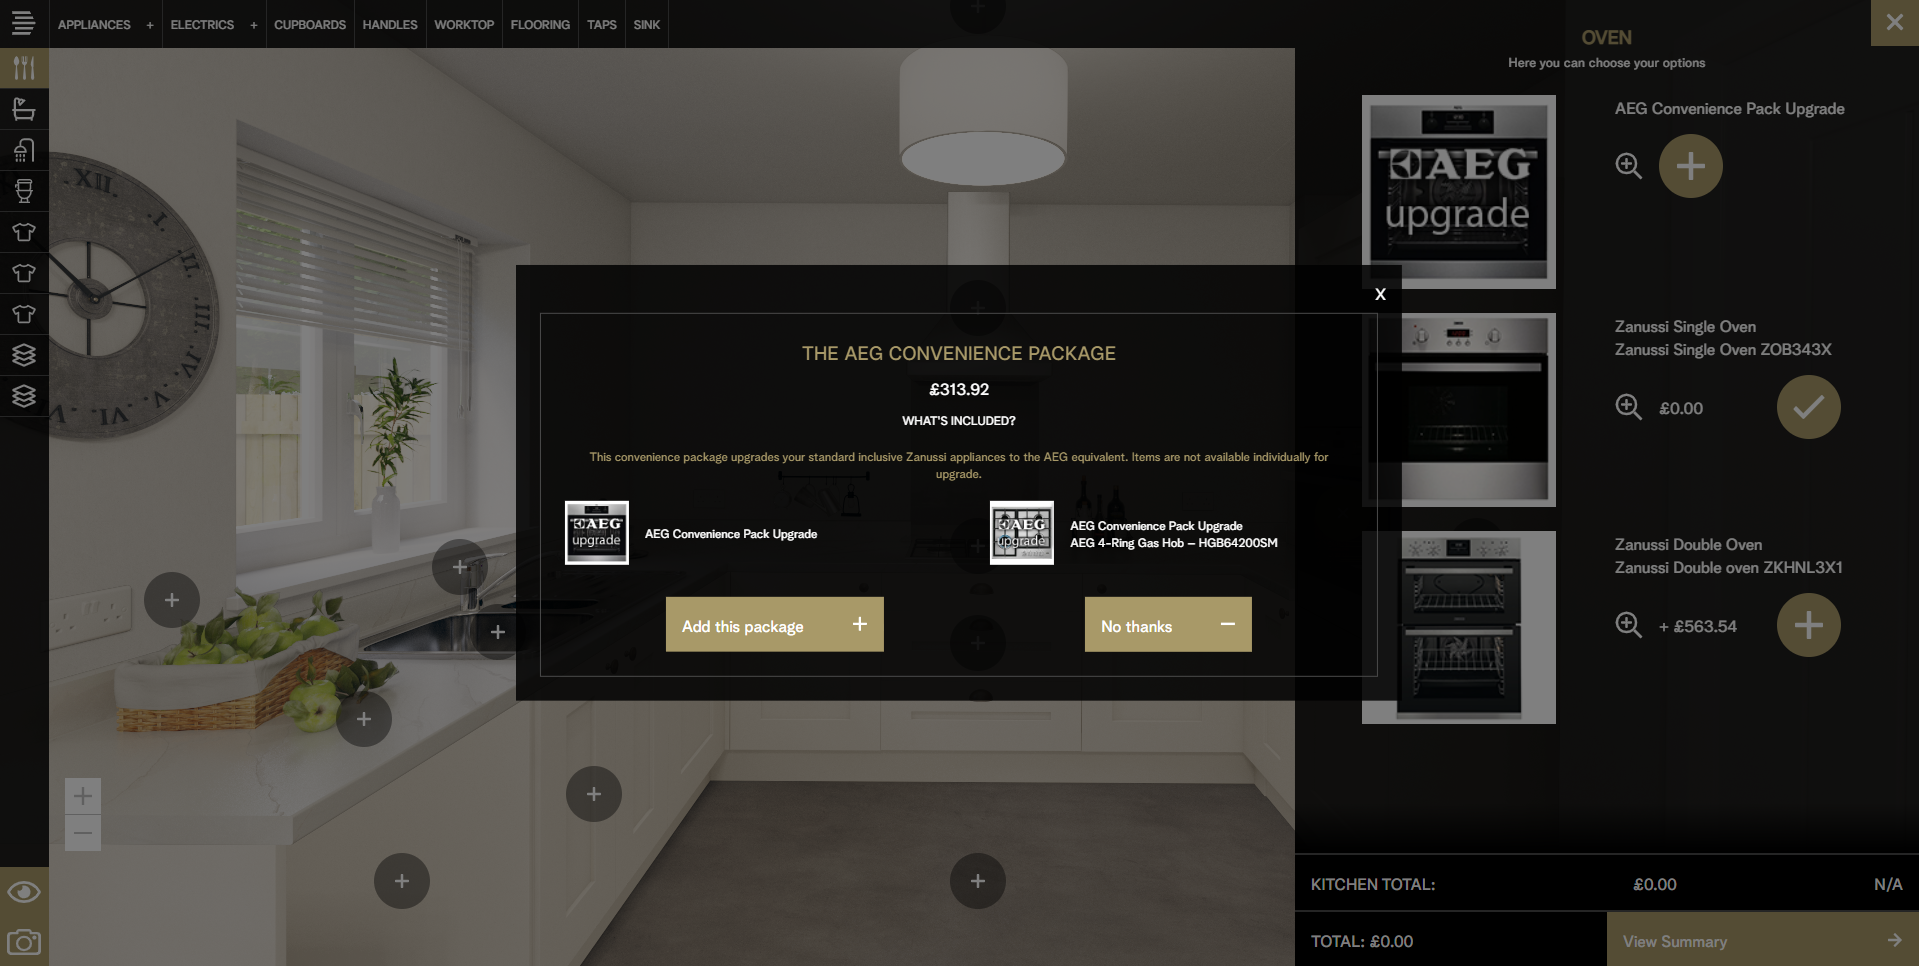 APPLIANCES +
ELECTRICS +
CUPBOARDS
HANDLES
WORKTOP
FLOORING
TAPS
SINK
OVEN
Here you can choose your options
AEG
upgrade
AEG Convenience Pack Upgrade
Zanussi Single Oven
Zanussi Single Oven ZOB343X
£0.00
Zanussi Double Oven
Zanussi Double oven ZKHNL3X1
+ £563.54
X
THE AEG CONVENIENCE PACKAGE
£313.92
WHAT'S INCLUDED?
This convenience package upgrades your standard inclusive Zanussi appliances to the AEG equivalent. Items are not available individually for
upgrade.
AEG
upgrade
AEG Convenience Pack Upgrade
AEG
upgrade
AEG Convenience Pack Upgrade
AEG 4-Ring Gas Hob – HGB64200SM
Add this package +
No thanks −
XII.
.I.
.II.
III.
.IV.
.V.
.VI.
KITCHEN TOTAL: £0.00 N/A
TOTAL: £0.00
View Summary